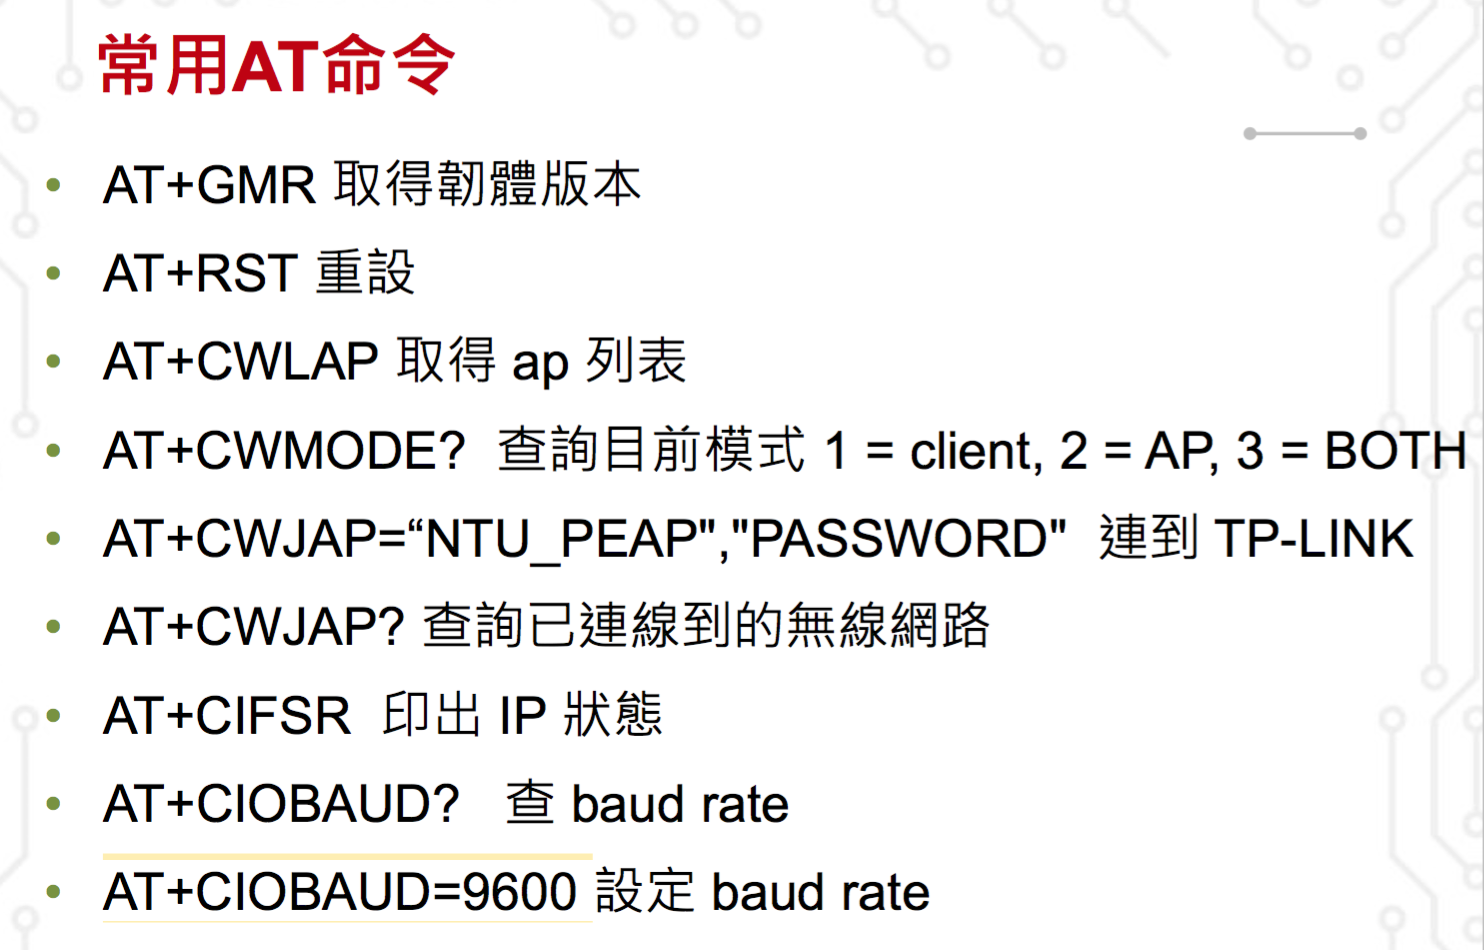 常用AT命令
• AT+GMR 取得韌體版本
• AT+RST 重設
• AT+CWLAP 取得 ap 列表
• AT+CWMODE?  查詢目前模式 1 = client, 2 = AP, 3 = BOTH
• AT+CWJAP=“NTU_PEAP","PASSWORD"  連到 TP-LINK
• AT+CWJAP? 查詢已連線到的無線網路
• AT+CIFSR  印出 IP 狀態
• AT+CIOBAUD?   查 baud rate
• AT+CIOBAUD=9600 設定 baud rate